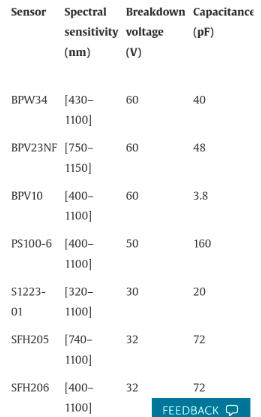 Sensor Spectral Breakdown Capacitance
sensitivity voltage (pF)
(nm) (V)
BPW34 [430– 60 40
1100]
BPV23NF [750– 60 48
1150]
BPV10 [400– 60 3.8
1100]
PS100-6 [400– 50 160
1100]
S1223- [320– 30 20
01 1100]
SFH205 [740– 32 72
1100]
SFH206 [400– 32 72
1100]
FEEDBACK